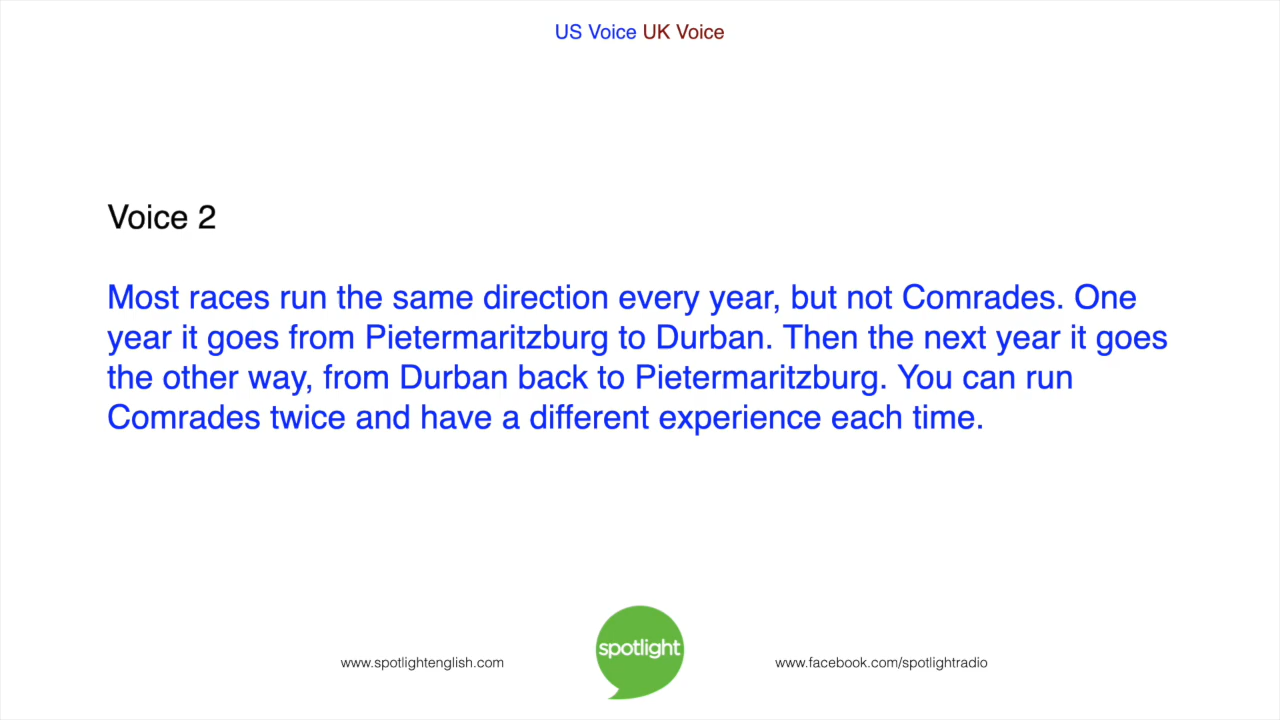 US Voice UK Voice
Voice 2
Most races run the same direction every year, but not Comrades. One
year it goes from Pietermaritzburg to Durban. Then the next year it goes
the other way, from Durban back to Pietermaritzburg. You can run
Comrades twice and have a different experience each time.
spotlight
www.spotlightenglish.com
www.facebook.com/spotlightradio